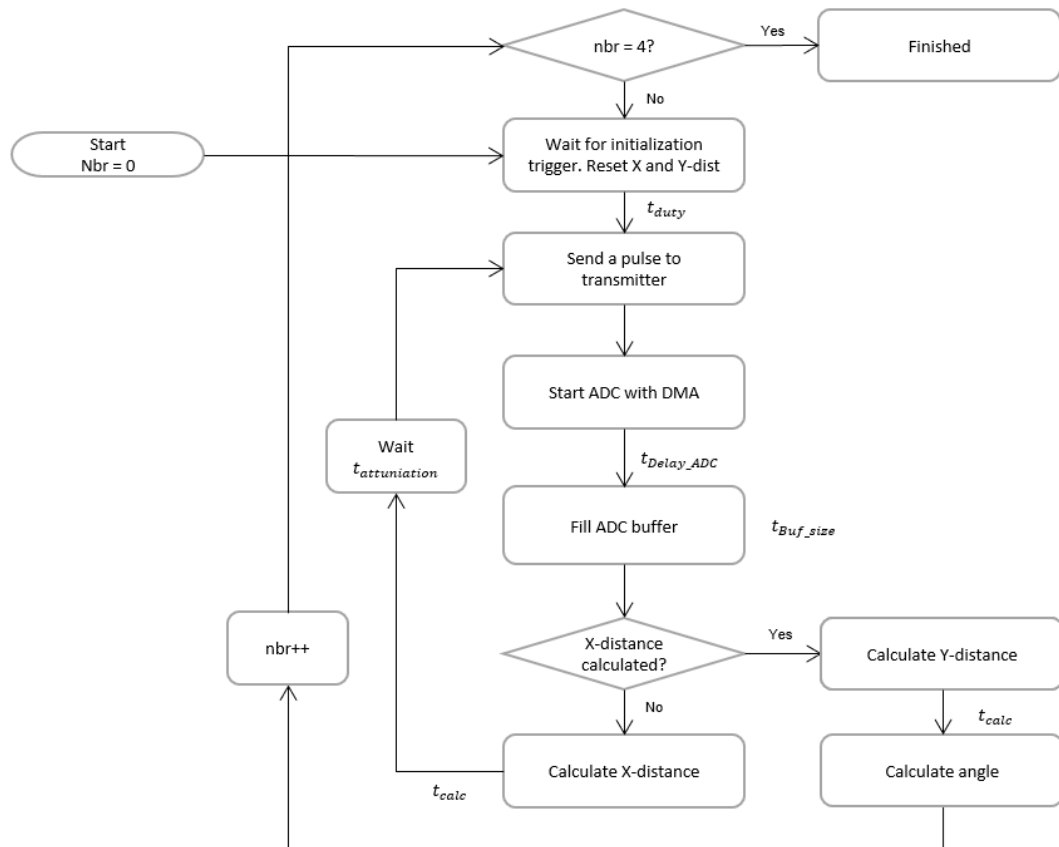 nbr = 4?
Yes
Finished
No
Start
Nbr = 0
Wait for initialization
trigger. Reset X and Y-dist
t_duty
Send a pulse to
transmitter
Start ADC with DMA
Wait
t_attuniation
t_Delay_ADC
Fill ADC buffer
t_Buf_size
nbr++
X-distance
calculated?
Yes
Calculate Y-distance
No
t_calc
Calculate X-distance
Calculate angle
t_calc